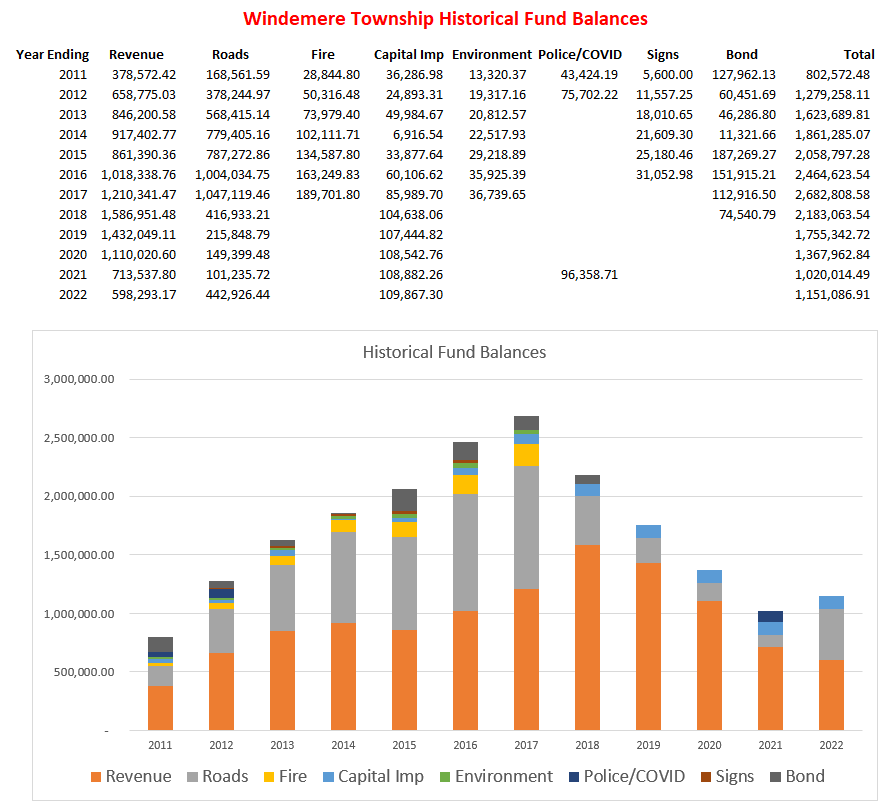 Windemere Township Historical Fund Balances
Year Ending Revenue Roads Fire Capital Imp Environment Police/COVID Signs Bond Total
2011 378,572.42 168,561.59 28,844.80 36,286.98 13,320.37 43,424.19 5,600.00 127,962.13 802,572.48
2012 658,775.03 378,244.97 50,316.48 24,893.31 19,317.16 75,702.22 11,557.25 60,451.69 1,279,258.11
2013 846,200.58 568,415.14 73,979.40 49,984.67 20,812.57 18,010.65 46,286.80 1,623,689.81
2014 917,402.77 779,405.16 102,111.71 6,916.54 22,517.93 21,609.30 11,321.66 1,861,285.07
2015 861,390.36 787,272.86 134,587.80 33,877.64 29,218.89 25,180.46 187,269.27 2,058,797.28
2016 1,018,338.76 1,004,034.75 163,249.83 60,106.62 35,925.39 31,052.98 151,915.21 2,464,623.54
2017 1,210,341.47 1,047,119.46 189,701.80 85,989.70 36,739.65 112,916.50 2,682,808.58
2018 1,586,951.48 416,933.21 104,638.06 74,540.79 2,183,063.54
2019 1,432,049.11 215,848.79 107,444.82 1,755,342.72
2020 1,110,020.60 149,399.48 108,542.76 1,367,962.84
2021 713,537.80 101,235.72 108,882.26 96,358.71 1,020,014.49
2022 598,293.17 442,926.44 109,867.30 1,151,086.91
Historical Fund Balances
3,000,000.00
2,500,000.00
2,000,000.00
1,500,000.00
1,000,000.00
500,000.00
-
2011 2012 2013 2014 2015 2016 2017 2018 2019 2020 2021 2022
Revenue Roads Fire Capital Imp Environment Police/COVID Signs Bond